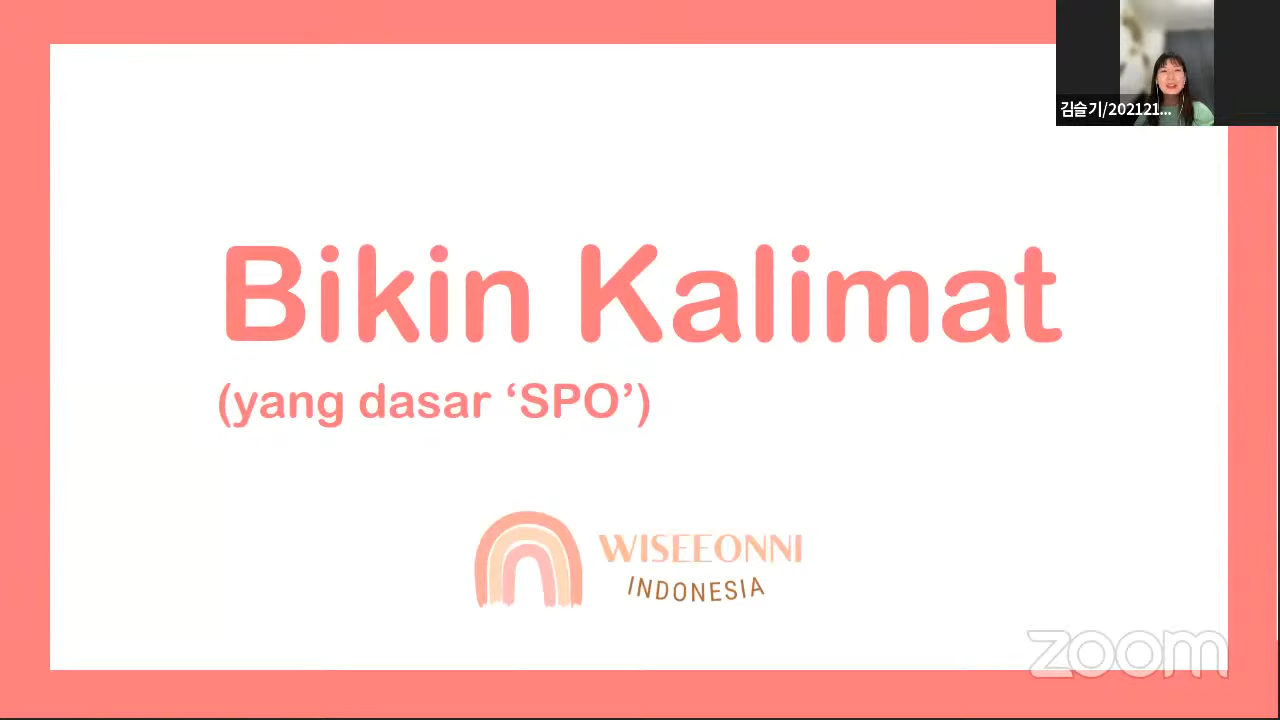 김슬기/202121...
Bikin Kalimat
(yang dasar ‘SPO’)
WISEEONNI
INDONESIA
zoom